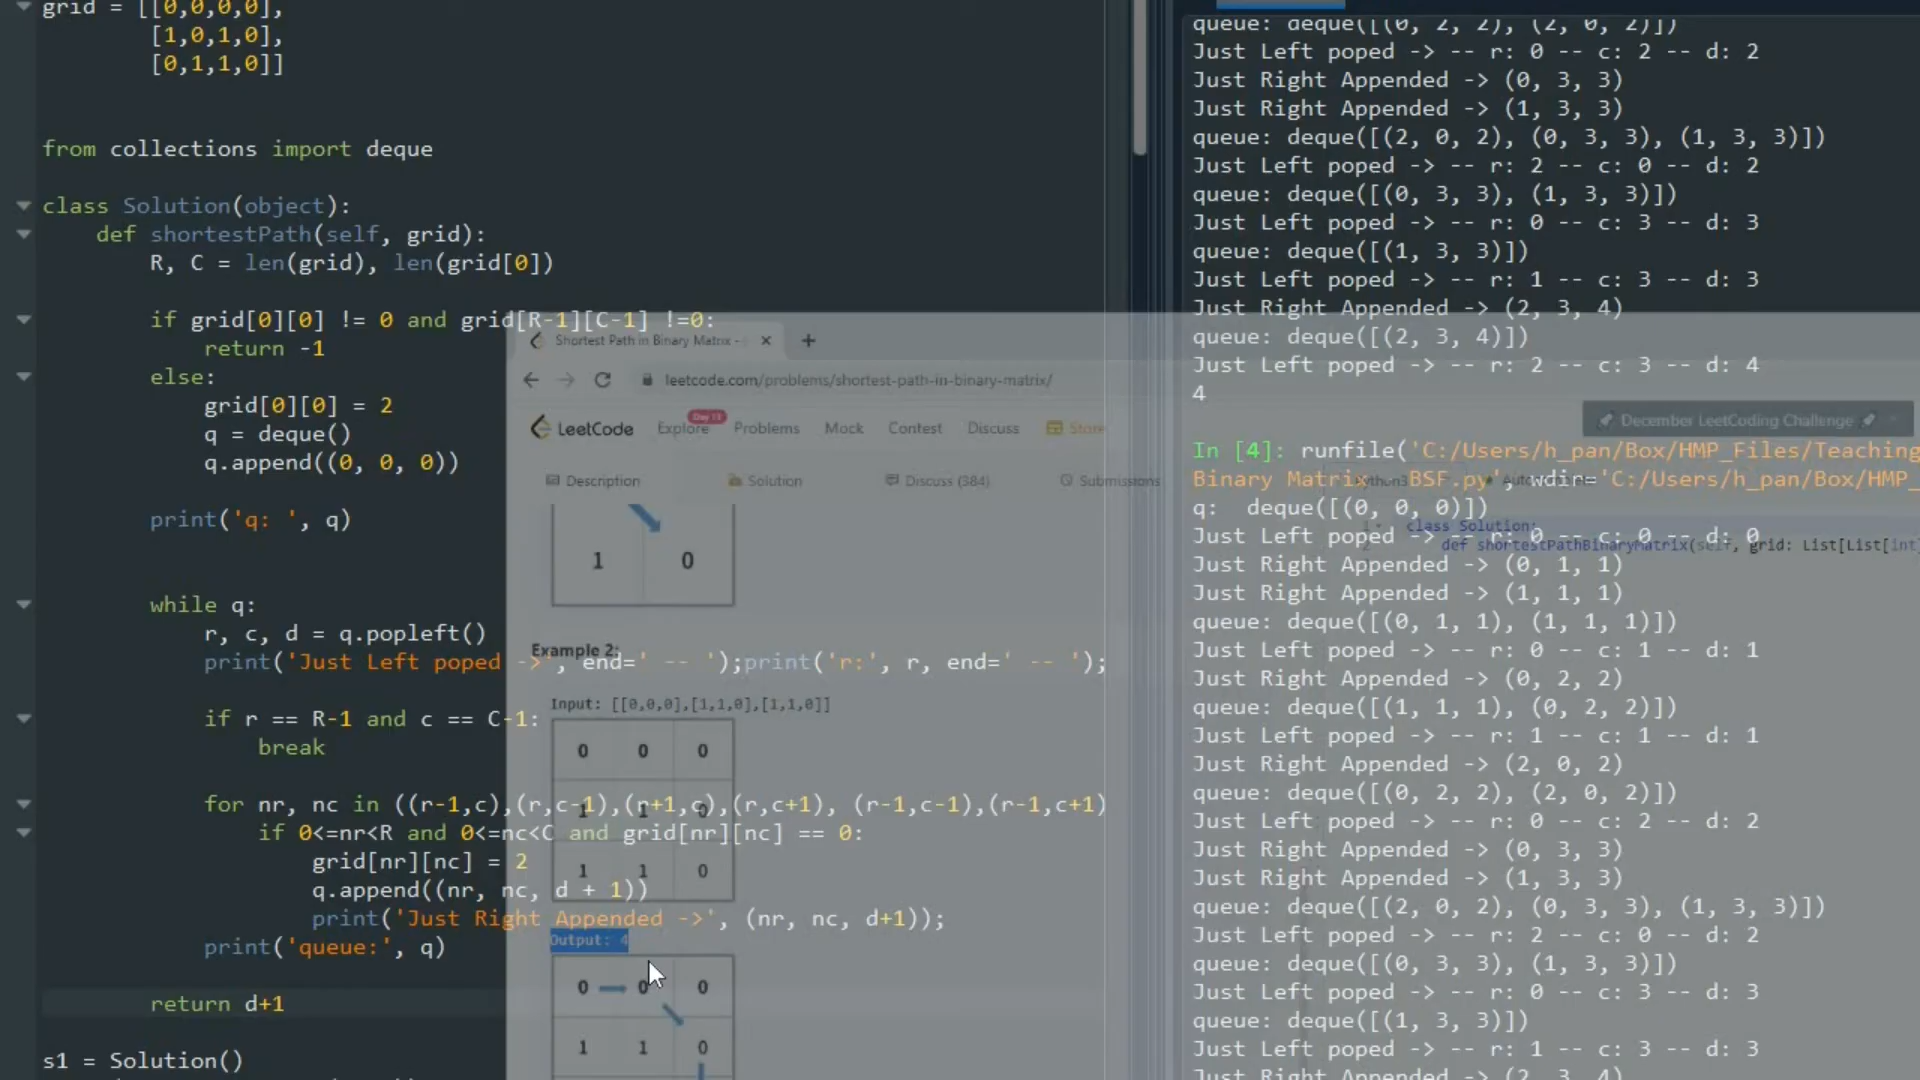 grid = [[0,0,0,0],
[1,0,1,0],
[0,1,1,0]]
from collections import deque
class Solution(object):
def shortestPath(self, grid):
R, C = len(grid), len(grid[0])
if grid[0][0] != 0 and grid[R-1][C-1] !=0:
return -1
else:
grid[0][0] = 2
q = deque()
q.append((0, 0, 0))
print('q: ', q)
while q:
r, c, d = q.popleft()
print('Just Left poped ->', end=' -- ');print('r:', r, end=' -- ');
if r == R-1 and c == C-1:
break
for nr, nc in ((r-1,c),(r,c-1),(r+1,c),(r,c+1), (r-1,c-1),(r-1,c+1)
if 0<=nr<R and 0<=nc<C and grid[nr][nc] == 0:
grid[nr][nc] = 2
q.append((nr, nc, d + 1))
print('Just Right Appended ->', (nr, nc, d+1));
print('queue:', q)
return d+1
s1 = Solution()
Shortest Path in Binary Matrix -
leetcode.com/problems/shortest-path-in-binary-matrix/
LeetCode Explore Day 13 Problems Mock Contest Discuss Store
December LeetCoding Challenge
Description Solution Discuss (384) Submissions
Python3
class Solution:
def shortestPathBinaryMatrix(self, grid: List[List[int
1 0
Example 2:
Input: [[0,0,0],[1,1,0],[1,1,0]]
0 0 0
1 1 0
1 1 0
Output: 4
0 0 0
1 1 0
queue: deque([(0, 2, 2), (2, 0, 2)])
Just Left poped -> -- r: 0 -- c: 2 -- d: 2
Just Right Appended -> (0, 3, 3)
Just Right Appended -> (1, 3, 3)
queue: deque([(2, 0, 2), (0, 3, 3), (1, 3, 3)])
Just Left poped -> -- r: 2 -- c: 0 -- d: 2
queue: deque([(0, 3, 3), (1, 3, 3)])
Just Left poped -> -- r: 0 -- c: 3 -- d: 3
queue: deque([(1, 3, 3)])
Just Left poped -> -- r: 1 -- c: 3 -- d: 3
Just Right Appended -> (2, 3, 4)
queue: deque([(2, 3, 4)])
Just Left poped -> -- r: 2 -- c: 3 -- d: 4
4
In [4]: runfile('C:/Users/h_pan/Box/HMP_Files/Teaching
Binary Matrix - BSF.py', wdir='C:/Users/h_pan/Box/HMP_
q:  deque([(0, 0, 0)])
Just Left poped -> -- r: 0 -- c: 0 -- d: 0
Just Right Appended -> (0, 1, 1)
Just Right Appended -> (1, 1, 1)
queue: deque([(0, 1, 1), (1, 1, 1)])
Just Left poped -> -- r: 0 -- c: 1 -- d: 1
Just Right Appended -> (0, 2, 2)
queue: deque([(1, 1, 1), (0, 2, 2)])
Just Left poped -> -- r: 1 -- c: 1 -- d: 1
Just Right Appended -> (2, 0, 2)
queue: deque([(0, 2, 2), (2, 0, 2)])
Just Left poped -> -- r: 0 -- c: 2 -- d: 2
Just Right Appended -> (0, 3, 3)
Just Right Appended -> (1, 3, 3)
queue: deque([(2, 0, 2), (0, 3, 3), (1, 3, 3)])
Just Left poped -> -- r: 2 -- c: 0 -- d: 2
queue: deque([(0, 3, 3), (1, 3, 3)])
Just Left poped -> -- r: 0 -- c: 3 -- d: 3
queue: deque([(1, 3, 3)])
Just Left poped -> -- r: 1 -- c: 3 -- d: 3
Just Right Appended -> (2, 3, 4)